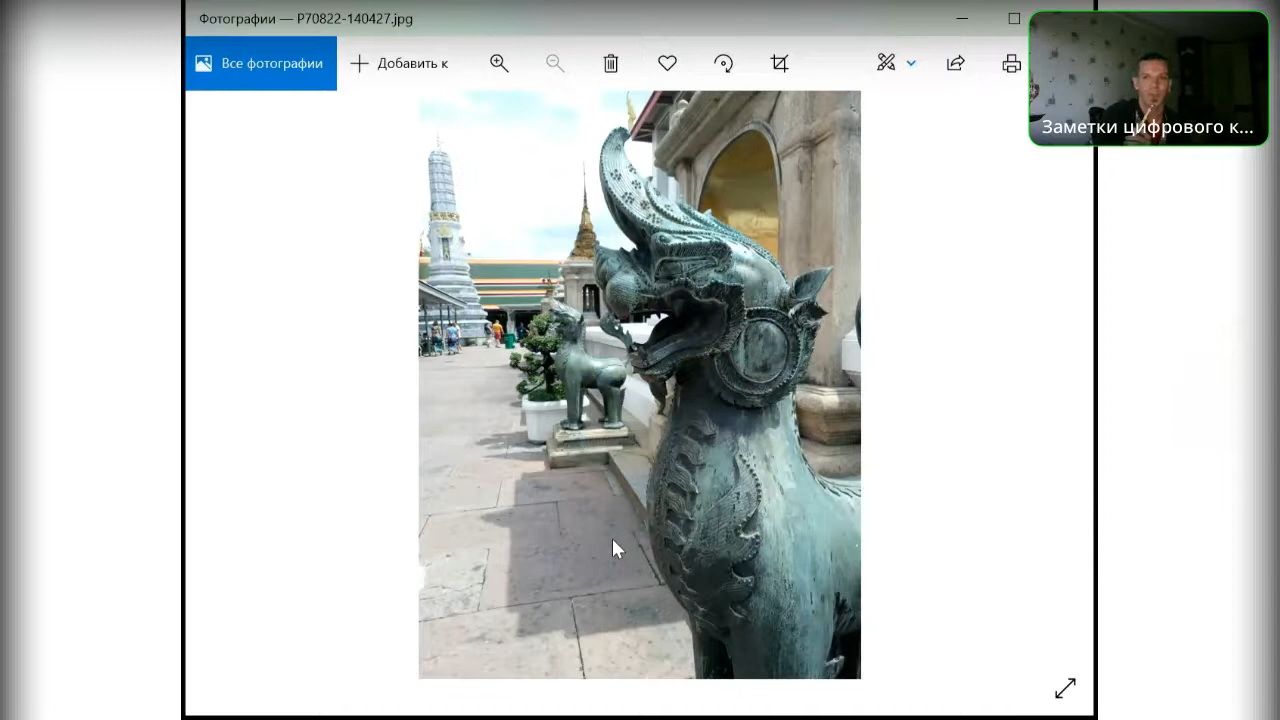 Фотографии — P70822-140427.jpg
Все фотографии
Добавить к
Заметки цифрового к...